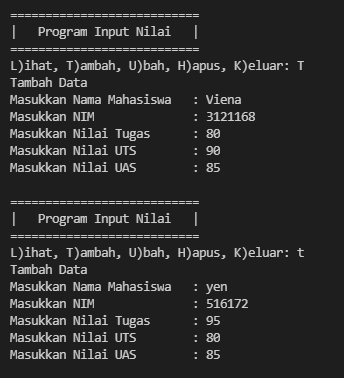 ===========================
|   Program Input Nilai   |
===========================
L)ihat, T)ambah, U)bah, H)apus, K)eluar: T
Tambah Data
Masukkan Nama Mahasiswa   : Viena
Masukkan NIM              : 3121168
Masukkan Nilai Tugas      : 80
Masukkan Nilai UTS        : 90
Masukkan Nilai UAS        : 85

===========================
|   Program Input Nilai   |
===========================
L)ihat, T)ambah, U)bah, H)apus, K)eluar: t
Tambah Data
Masukkan Nama Mahasiswa   : yen
Masukkan NIM              : 516172
Masukkan Nilai Tugas      : 95
Masukkan Nilai UTS        : 80
Masukkan Nilai UAS        : 85